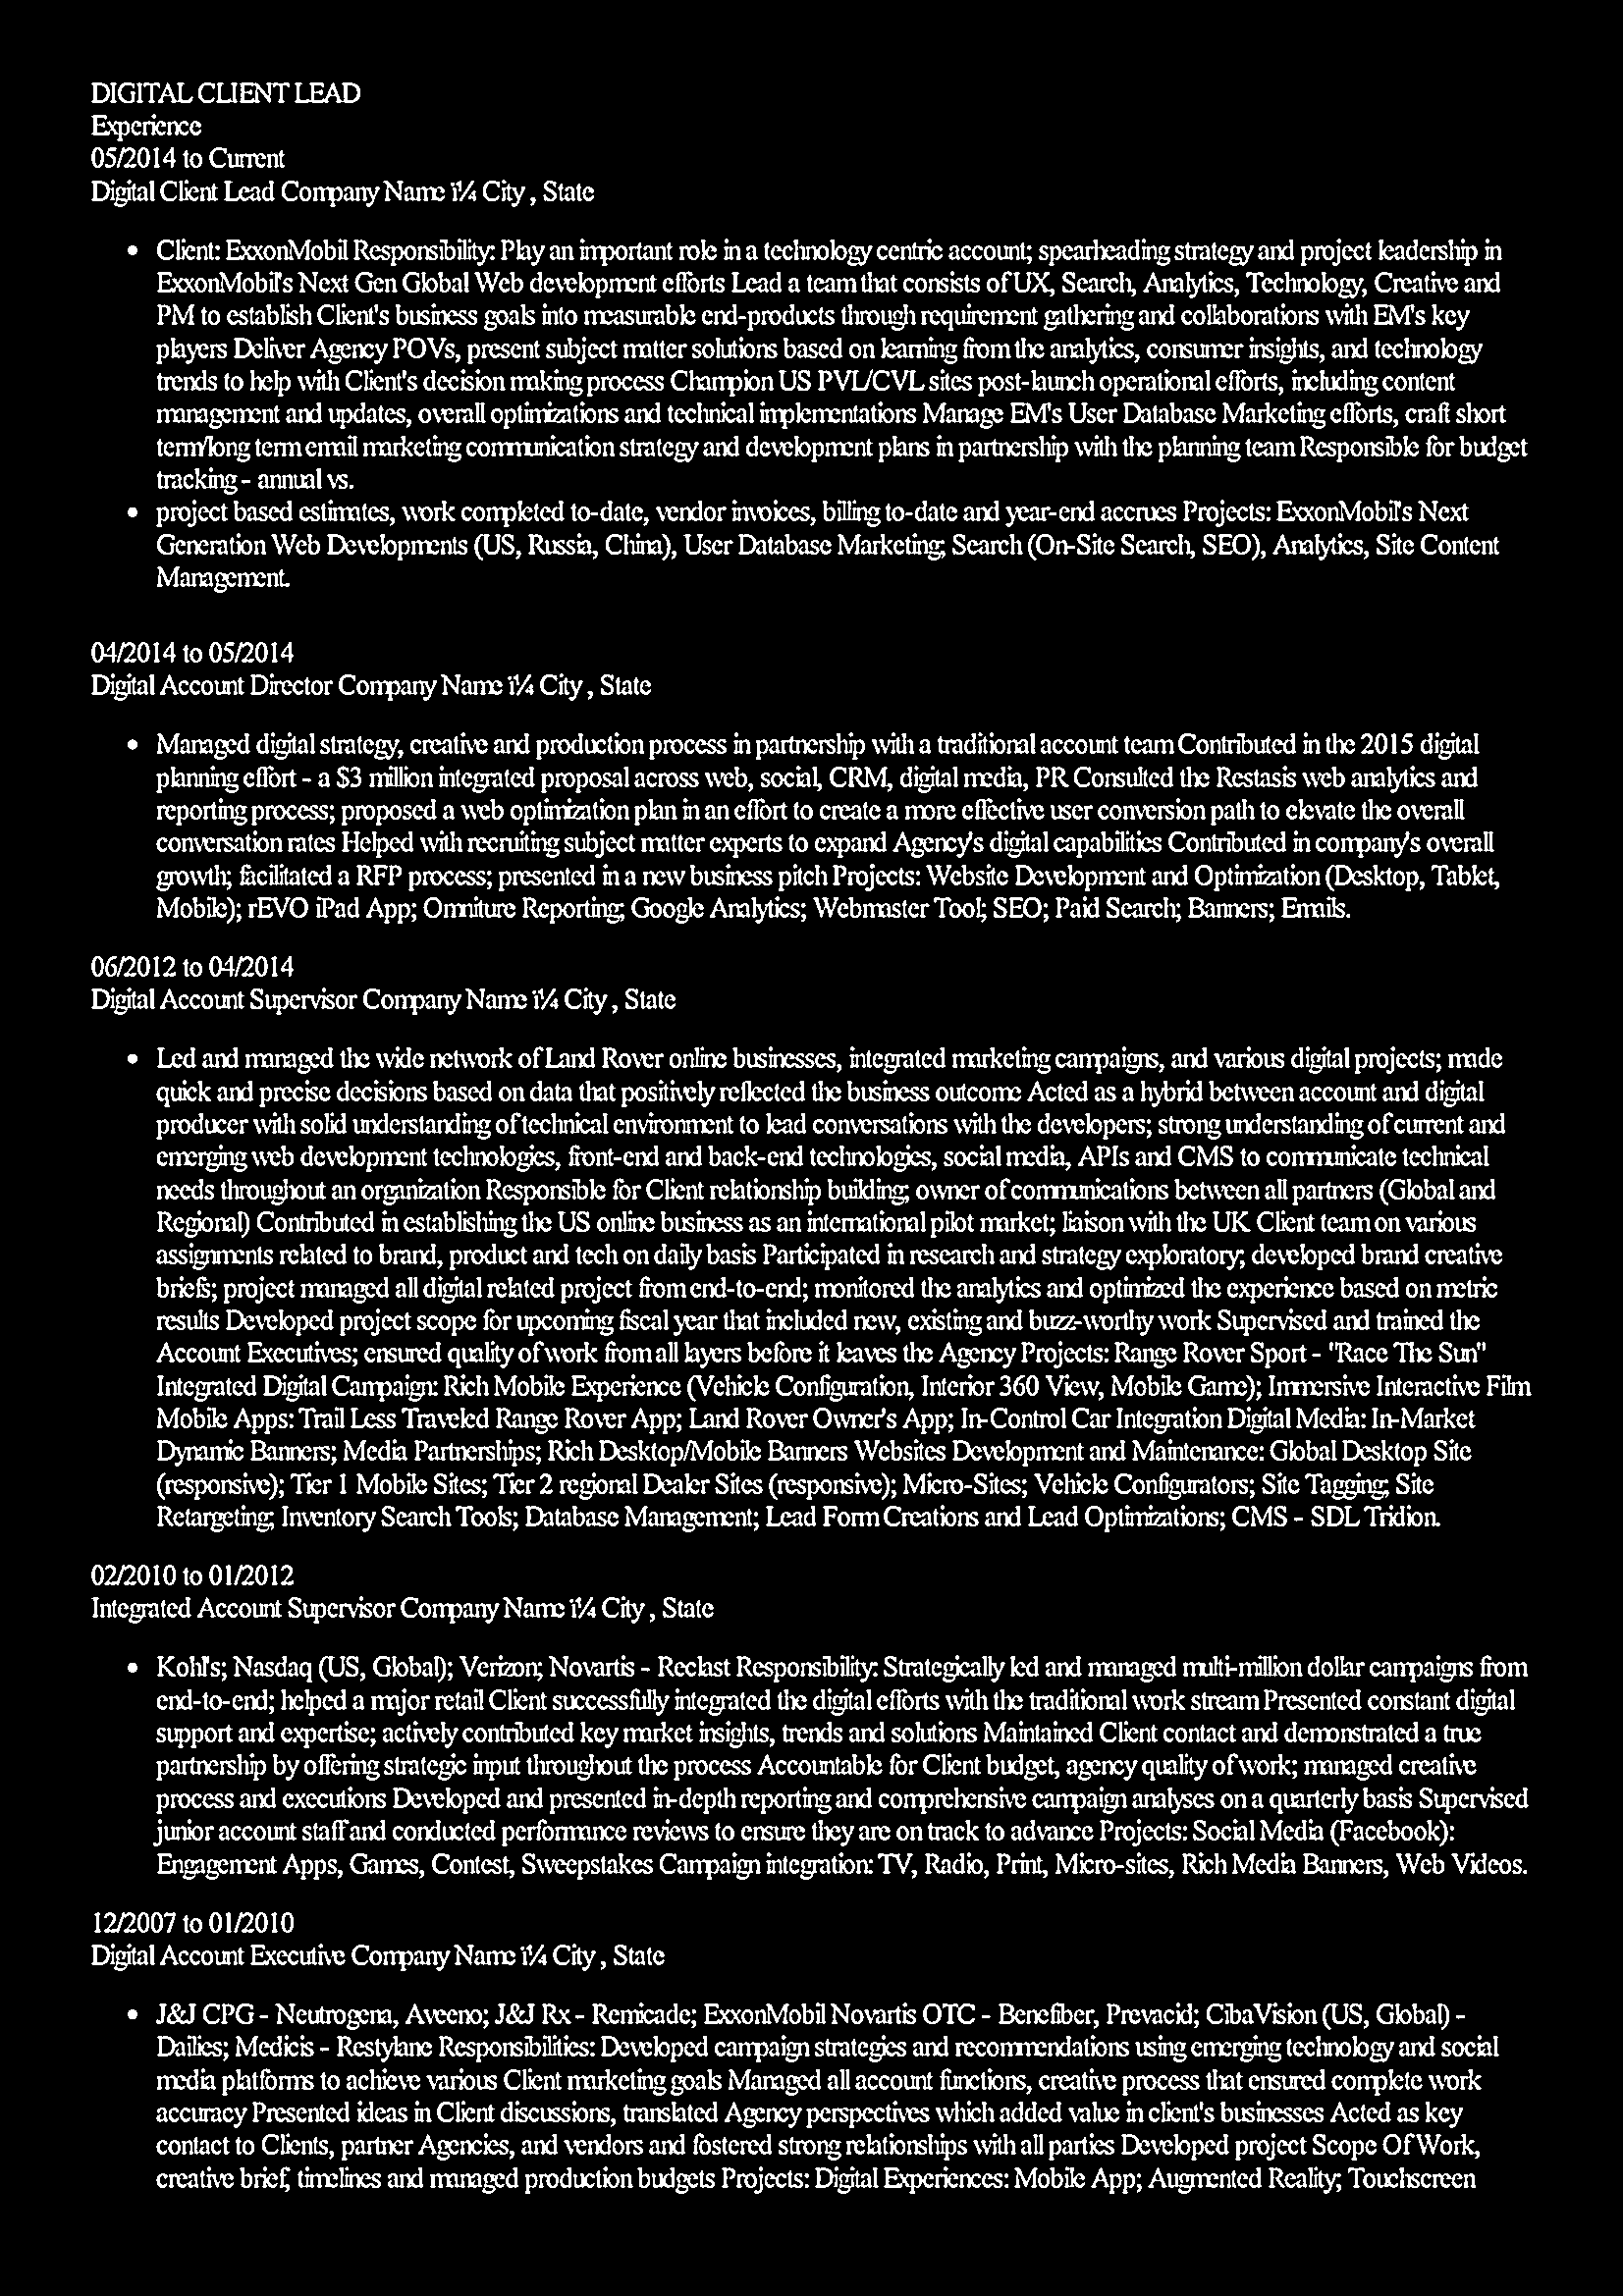 DIGITAL CLIENT LEAD
Experience
05/2014 to Current
Digital Client Lead Company Name ï¼ City , State
• Client: ExxonMobil Responsibility: Play an important role in a technology centric account; spearheading strategy and project leadership in
ExxonMobil's Next Gen Global Web development efforts Lead a team that consists of UX, Search, Analytics, Technology, Creative and
PM to establish Client's business goals into measurable end-products through requirement gathering and collaborations with EM's key
players Deliver Agency POVs, present subject matter solutions based on learning from the analytics, consumer insights, and technology
trends to help with Client's decision making process Champion US PVL/CVL sites post-launch operational efforts, including content
management and updates, overall optimizations and technical implementations Manage EM's User Database Marketing efforts, craft short
term/long term email marketing communication strategy and development plans in partnership with the planning team Responsible for budget
tracking - annual vs.
• project based estimates, work completed to-date, vendor invoices, billing to-date and year-end accrues Projects: ExxonMobil's Next
Generation Web Developments (US, Russia, China), User Database Marketing; Search (On-Site Search, SEO), Analytics, Site Content
Management.
04/2014 to 05/2014
Digital Account Director Company Name ï¼ City , State
• Managed digital strategy, creative and production process in partnership with a traditional account team Contributed in the 2015 digital
planning effort - a $3 million integrated proposal across web, social, CRM, digital media, PR Consulted the Restasis web analytics and
reporting process; proposed a web optimization plan in an effort to create a more effective user conversion path to elevate the overall
conversation rates Helped with recruiting subject matter experts to expand Agency's digital capabilities Contributed in company's overall
growth; facilitated a RFP process; presented in a new business pitch Projects: Website Development and Optimization (Desktop, Tablet,
Mobile); rEVO iPad App; Omniture Reporting; Google Analytics; Webmaster Tool; SEO; Paid Search; Banners; Emails.
06/2012 to 04/2014
Digital Account Supervisor Company Name ï¼ City , State
• Led and managed the wide network of Land Rover online businesses, integrated marketing campaigns, and various digital projects; made
quick and precise decisions based on data that positively reflected the business outcome Acted as a hybrid between account and digital
producer with solid understanding of technical environment to lead conversations with the developers; strong understanding of current and
emerging web development technologies, front-end and back-end technologies, social media, APIs and CMS to communicate technical
needs throughout an organization Responsible for Client relationship building; owner of communications between all partners (Global and
Regional) Contributed in establishing the US online business as an international pilot market; liaison with the UK Client team on various
assignments related to brand, product and tech on daily basis Participated in research and strategy exploratory; developed brand creative
briefs; project managed all digital related project from end-to-end; monitored the analytics and optimized the experience based on metric
results Developed project scope for upcoming fiscal year that included new, existing and buzz-worthy work Supervised and trained the
Account Executives; ensured quality of work from all layers before it leaves the Agency Projects: Range Rover Sport - "Race The Sun"
Integrated Digital Campaign: Rich Mobile Experience (Vehicle Configuration, Interior 360 View, Mobile Game); Immersive Interactive Film
Mobile Apps: Trail Less Traveled Range Rover App; Land Rover Owner's App; In-Control Car Integration Digital Media: In-Market
Dynamic Banners; Media Partnerships; Rich Desktop/Mobile Banners Websites Development and Maintenance: Global Desktop Site
(responsive); Tier 1 Mobile Sites; Tier 2 regional Dealer Sites (responsive); Micro-Sites; Vehicle Configurators; Site Tagging; Site
Retargeting; Inventory Search Tools; Database Management; Lead Form Creations and Lead Optimizations; CMS - SDL Tridion.
02/2010 to 01/2012
Integrated Account Supervisor Company Name ï¼ City , State
• Kohl's; Nasdaq (US, Global); Verizon; Novartis - Reclast Responsibility: Strategically led and managed multi-million dollar campaigns from
end-to-end; helped a major retail Client successfully integrated the digital efforts with the traditional work stream Presented constant digital
support and expertise; actively contributed key market insights, trends and solutions Maintained Client contact and demonstrated a true
partnership by offering strategic input throughout the process Accountable for Client budget, agency quality of work; managed creative
process and executions Developed and presented in-depth reporting and comprehensive campaign analyses on a quarterly basis Supervised
junior account staff and conducted performance reviews to ensure they are on track to advance Projects: Social Media (Facebook):
Engagement Apps, Games, Contest, Sweepstakes Campaign integration: TV, Radio, Print, Micro-sites, Rich Media Banners, Web Videos.
12/2007 to 01/2010
Digital Account Executive Company Name ï¼ City , State
• J&J CPG - Neutrogena, Aveeno; J&J Rx - Remicade; ExxonMobil Novartis OTC - Benefiber, Prevacid; CibaVision (US, Global) -
Dailies; Medicis - Restylane Responsibilities: Developed campaign strategies and recommendations using emerging technology and social
media platforms to achieve various Client marketing goals Managed all account functions, creative process that ensured complete work
accuracy Presented ideas in Client discussions, translated Agency perspectives which added value in client's businesses Acted as key
contact to Clients, partner Agencies, and vendors and fostered strong relationships with all parties Developed project Scope Of Work,
creative brief, timelines and managed production budgets Projects: Digital Experiences: Mobile App; Augmented Reality; Touchscreen